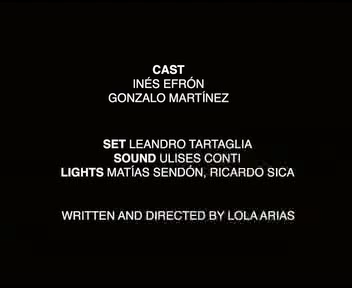 CAST
INÉS EFRÓN
GONZALO MARTÍNEZ
SET LEANDRO TARTAGLIA
SOUND ULISES CONTI
LIGHTS MATÍAS SENDÓN, RICARDO SICA
WRITTEN AND DIRECTED BY LOLA ARIAS